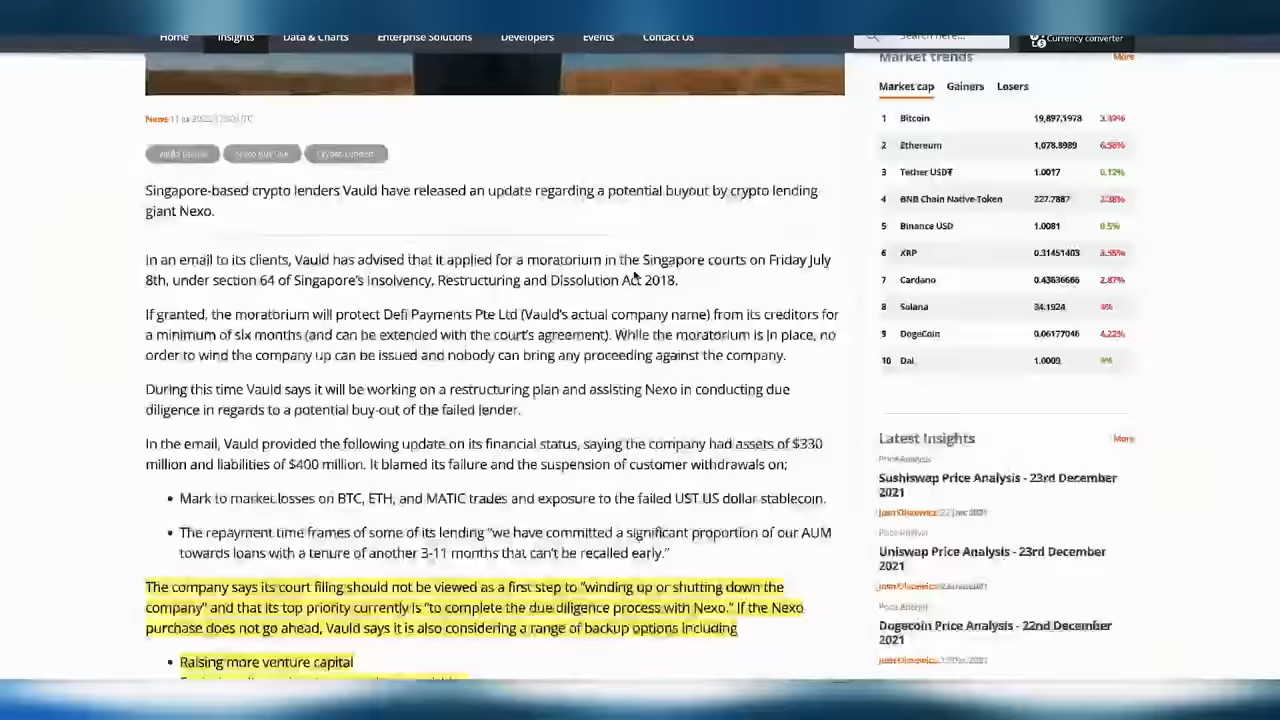 Home Insights Data & Charts Enterprise Solutions Developers Events Contact Us Search here... Currency converter
News
Singapore-based crypto lenders Vauld have released an update regarding a potential buyout by crypto lending
giant Nexo.
In an email to its clients, Vauld has advised that it applied for a moratorium in the Singapore courts on Friday July
8th, under section 64 of Singapore's Insolvency, Restructuring and Dissolution Act 2018.
If granted, the moratorium will protect Defi Payments Pte Ltd (Vauld's actual company name) from its creditors for
a minimum of six months (and can be extended with the court's agreement). While the moratorium is in place, no
order to wind the company up can be issued and nobody can bring any proceeding against the company.
During this time Vauld says it will be working on a restructuring plan and assisting Nexo in conducting due
diligence in regards to a potential buy-out of the failed lender.
In the email, Vauld provided the following update on its financial status, saying the company had assets of $330
million and liabilities of $400 million. It blamed its failure and the suspension of customer withdrawals on;
• Mark to market losses on BTC, ETH, and MATIC trades and exposure to the failed UST US dollar stablecoin.
• The repayment time frames of some of its lending "we have committed a significant proportion of our AUM
towards loans with a tenure of another 3-11 months that can't be recalled early."
The company says its court filing should not be viewed as a first step to "winding up or shutting down the
company" and that its top priority currently is "to complete the due diligence process with Nexo." If the Nexo
purchase does not go ahead, Vauld says it is also considering a range of backup options including
• Raising more venture capital
Market trends More
Market cap Gainers Losers
1 Bitcoin 19,897.1978
2 Ethereum 1,078.8989 6.58%
3 Tether USDT 1.0017 0.12%
4 BNB Chain Native Token 227.7887
5 Binance USD 1.0081 0.5%
6 XRP 0.31451403 3.55%
7 Cardano 2.87%
8 Solana 34.1924
9 DogeCoin 0.06177046 4.22%
10 Dai 1.0009
Latest Insights More
Price Analysis
Sushiswap Price Analysis - 23rd December
2021
Uniswap Price Analysis - 23rd December
2021
Dogecoin Price Analysis - 22nd December
2021